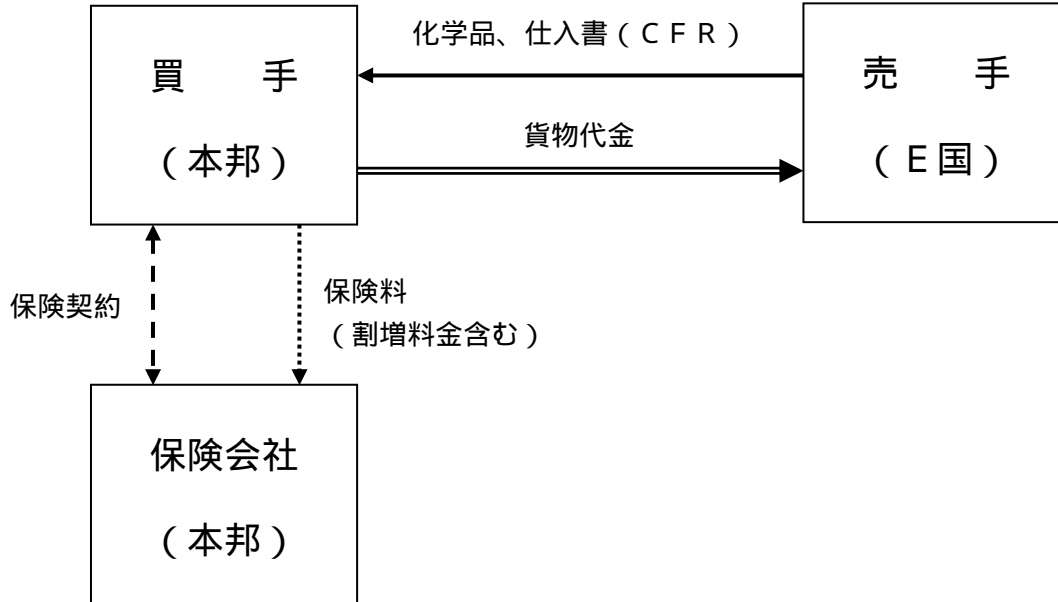 化学品、仕入書（ＣＦＲ）
買　　手
（本邦）
売　　手
（Ｅ国）
貨物代金
保険契約
保険料
（割増料金含む）
保険会社
（本邦）